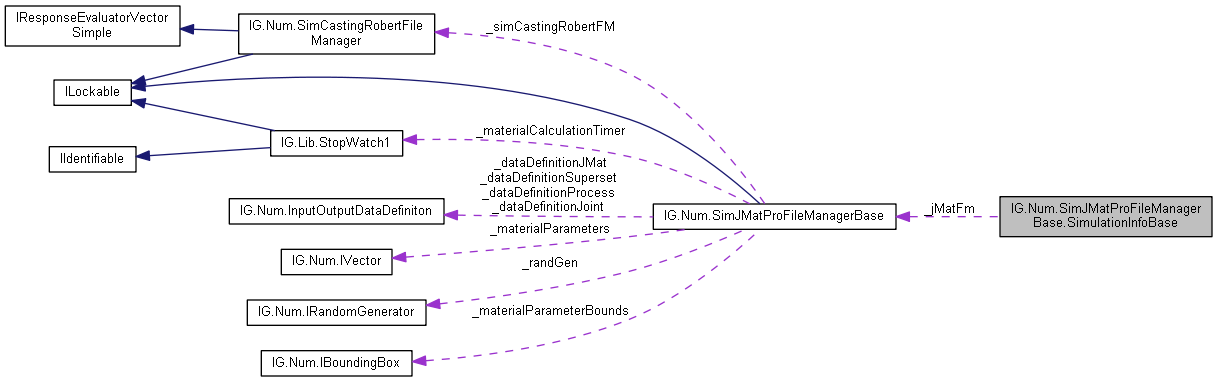 IResponseEvaluatorVector
Simple
IG.Num.SimCastingRobertFile
Manager
_simCastingRobertFM
ILockable
_materialCalculationTimer
IG.Lib.StopWatch1
IIdentifiable
_dataDefinitionJMat
_dataDefinitionSuperset
_dataDefinitionProcess
_dataDefinitionJoint
IG.Num.InputOutputDataDefiniton
IG.Num.SimJMatProFileManagerBase
_jMatFm
IG.Num.SimJMatProFileManager
Base.SimulationInfoBase
_materialParameters
IG.Num.IVector
_randGen
IG.Num.IRandomGenerator
_materialParameterBounds
IG.Num.IBoundingBox